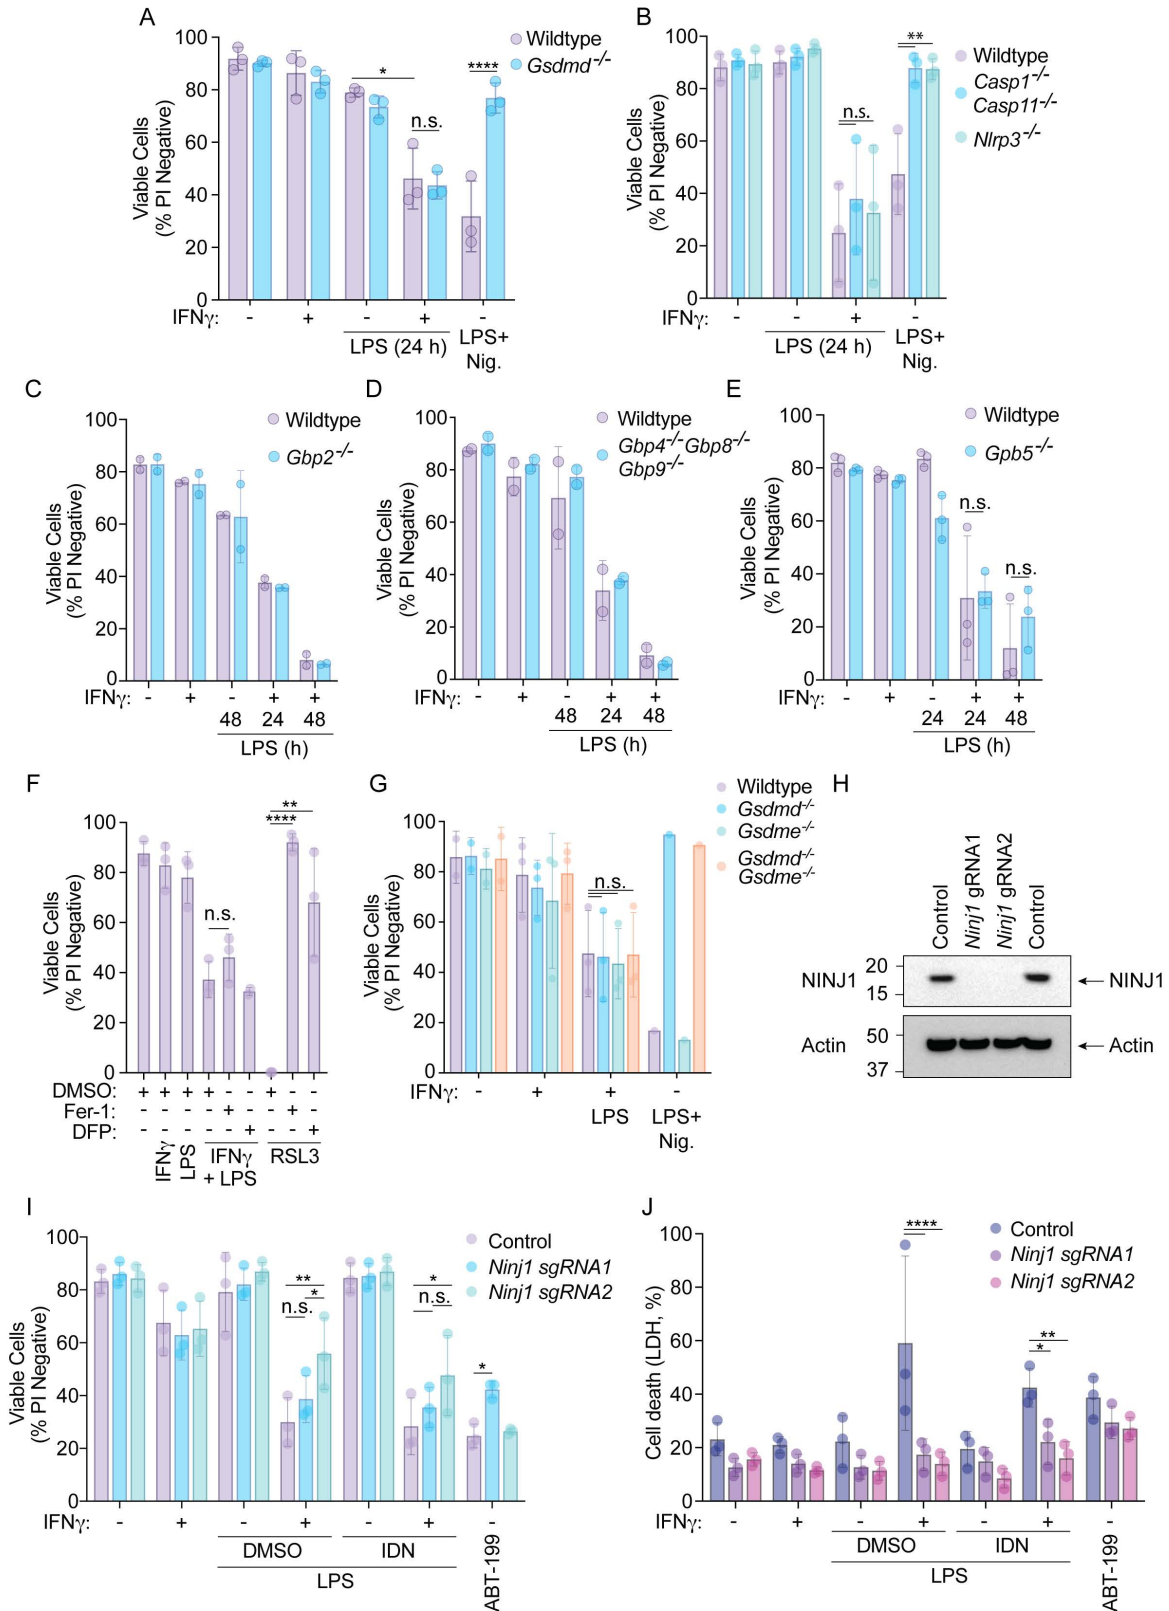 A
Viable Cells
(% PI Negative)
100
80
60
40
20
0
Wildtype
Gsdmd-/-
*
n.s.
****
IFNγ:
-
+
-
+
-
LPS (24 h)
LPS+
Nig.
B
Viable Cells
(% PI Negative)
100
80
60
40
20
0
Wildtype
Casp1-/-
Casp11-/-
Nlrp3-/-
n.s.
**
IFNγ:
-
-
+
-
LPS (24 h)
LPS+
Nig.
C
Viable Cells
(% PI Negative)
100
80
60
40
20
0
Wildtype
Gbp2-/-
IFNγ:
-
+
-
+
+
48
24
48
LPS (h)
D
Viable Cells
(% PI Negative)
100
80
60
40
20
0
Wildtype
Gbp4-/-Gbp8-/-
Gbp9-/-
IFNγ:
-
+
-
+
+
48
24
48
LPS (h)
E
Viable Cells
(% PI Negative)
100
80
60
40
20
0
Wildtype
Gpb5-/-
n.s.
n.s.
IFNγ:
-
+
-
+
+
24
24
48
LPS (h)
F
Viable Cells
(% PI Negative)
100
80
60
40
20
0
n.s.
****
**
DMSO: + + + + - - + - -
Fer-1: - - - - + - - + -
DFP: - - - - - + - - +
IFNγ
LPS
IFNγ
+ LPS
RSL3
G
Viable Cells
(% PI Negative)
100
80
60
40
20
0
Wildtype
Gsdmd-/-
Gsdme-/-
Gsdmd-/-
Gsdme-/-
n.s.
IFNγ:
-
+
+
-
LPS
LPS+
Nig.
H
Control
Ninj1 gRNA1
Ninj1 gRNA2
Control
NINJ1
20
15
← NINJ1
Actin
50
37
← Actin
I
Viable Cells
(% PI Negative)
100
80
60
40
20
0
Control
Ninj1 sgRNA1
Ninj1 sgRNA2
**
*
n.s.
*
n.s.
*
IFNγ:
-
+
-
+
-
+
-
DMSO
IDN
LPS
ABT-199
J
Cell death (LDH, %)
100
80
60
40
20
0
Control
Ninj1 sgRNA1
Ninj1 sgRNA2
****
**
*
IFNγ:
-
+
-
+
-
+
-
DMSO
IDN
LPS
ABT-199